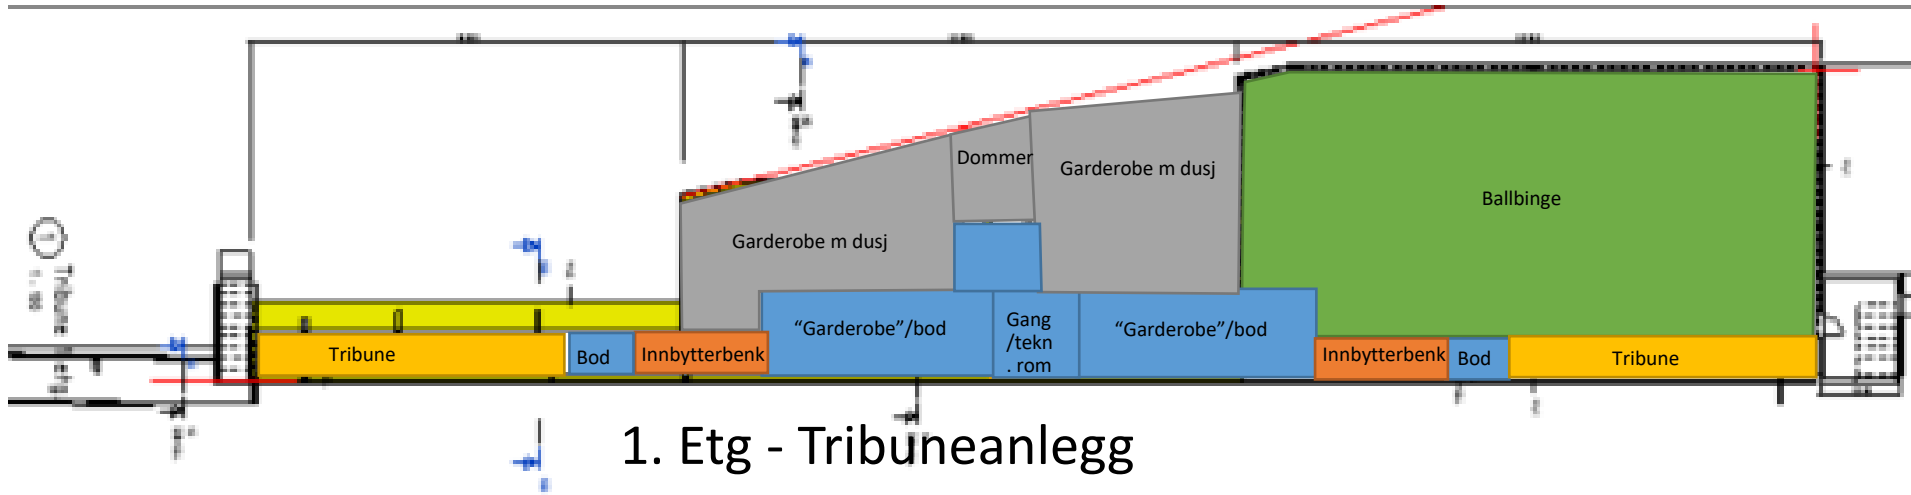 Dommer
Garderobe m dusj
Ballbinge
Garderobe m dusj
“Garderobe”/bod
Gang
/tekn
. rom
“Garderobe”/bod
Tribune
Bod
Innbytterbenk
Innbytterbenk
Bod
Tribune
1. Etg - Tribuneanlegg